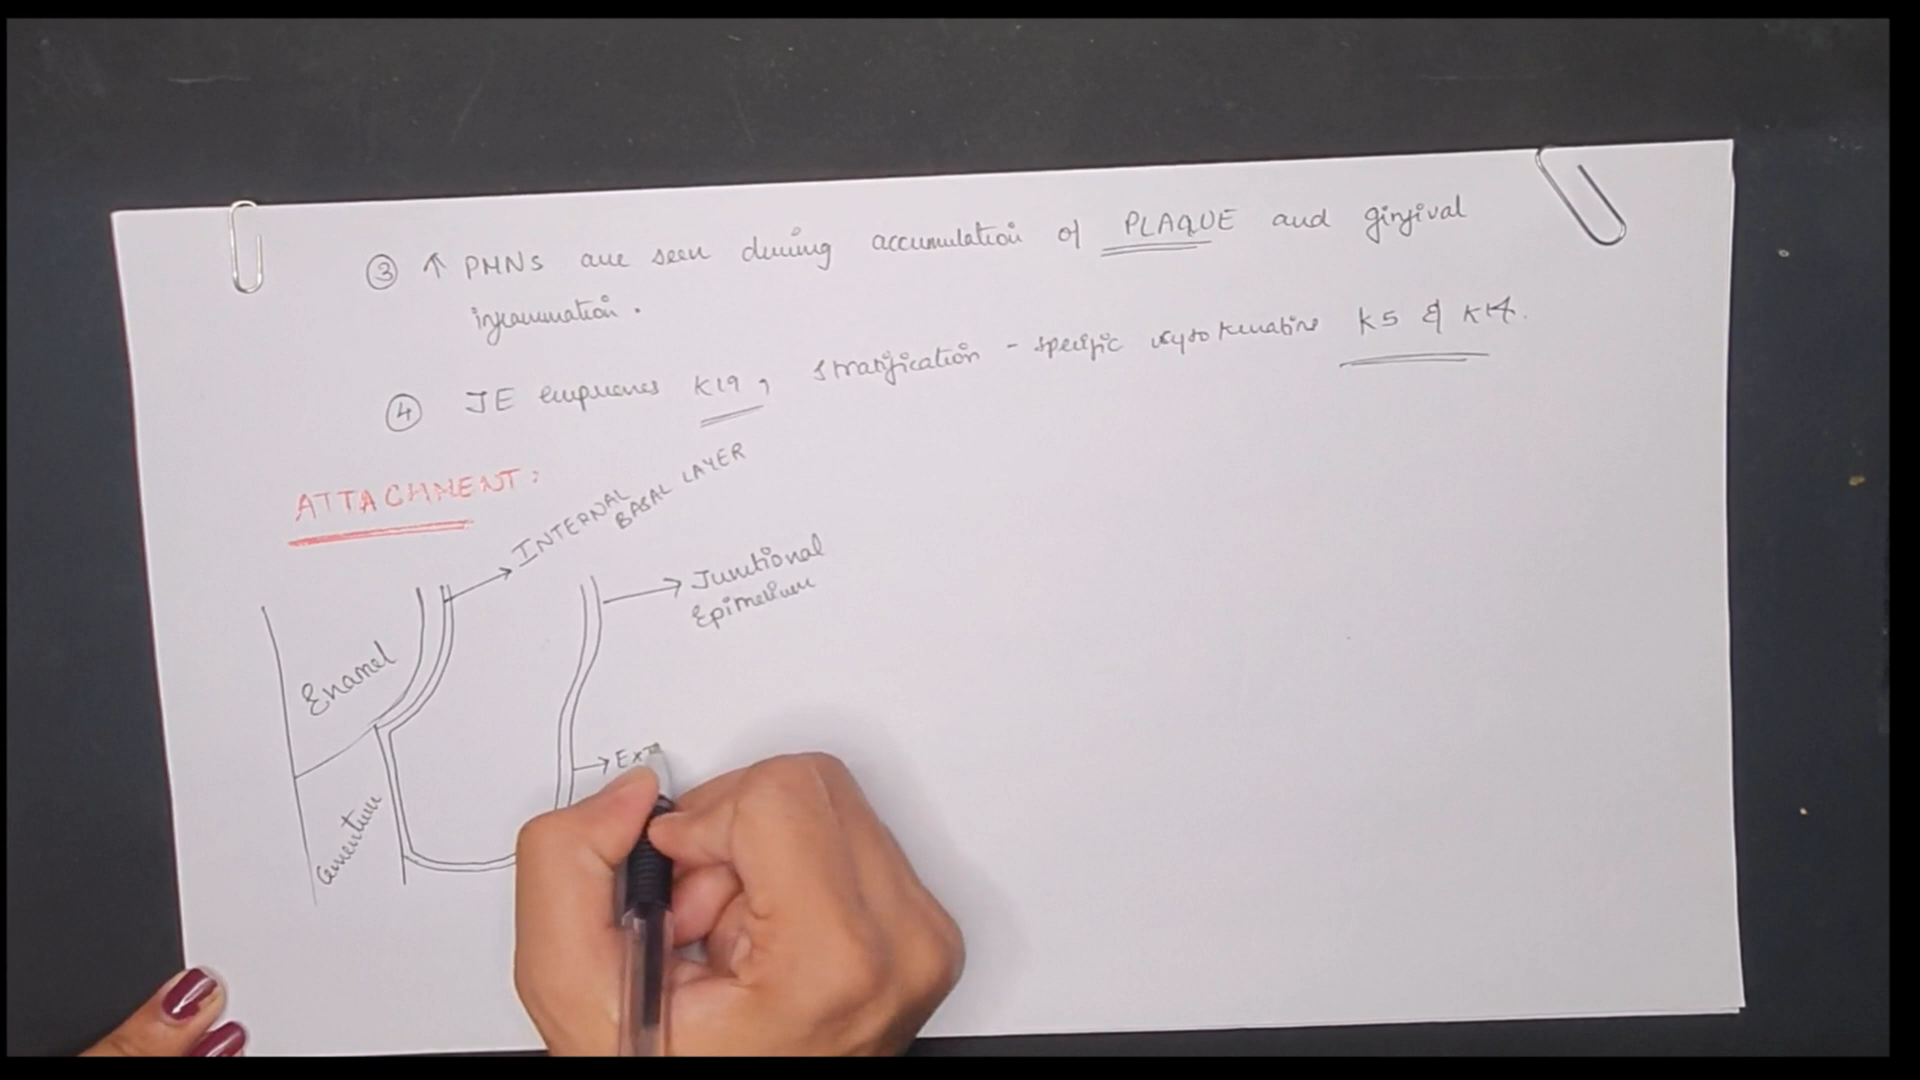 ③ ↑ PMNs are seen during accumulation of PLAQUE and gingival
inflammation.
④ JE expresses K19, stratification - specific cytokeratins K5 & K14.
ATTACHMENT:
INTERNAL
BASAL LAYER
Junctional
Epithelium
Enamel
Ext
Cementum